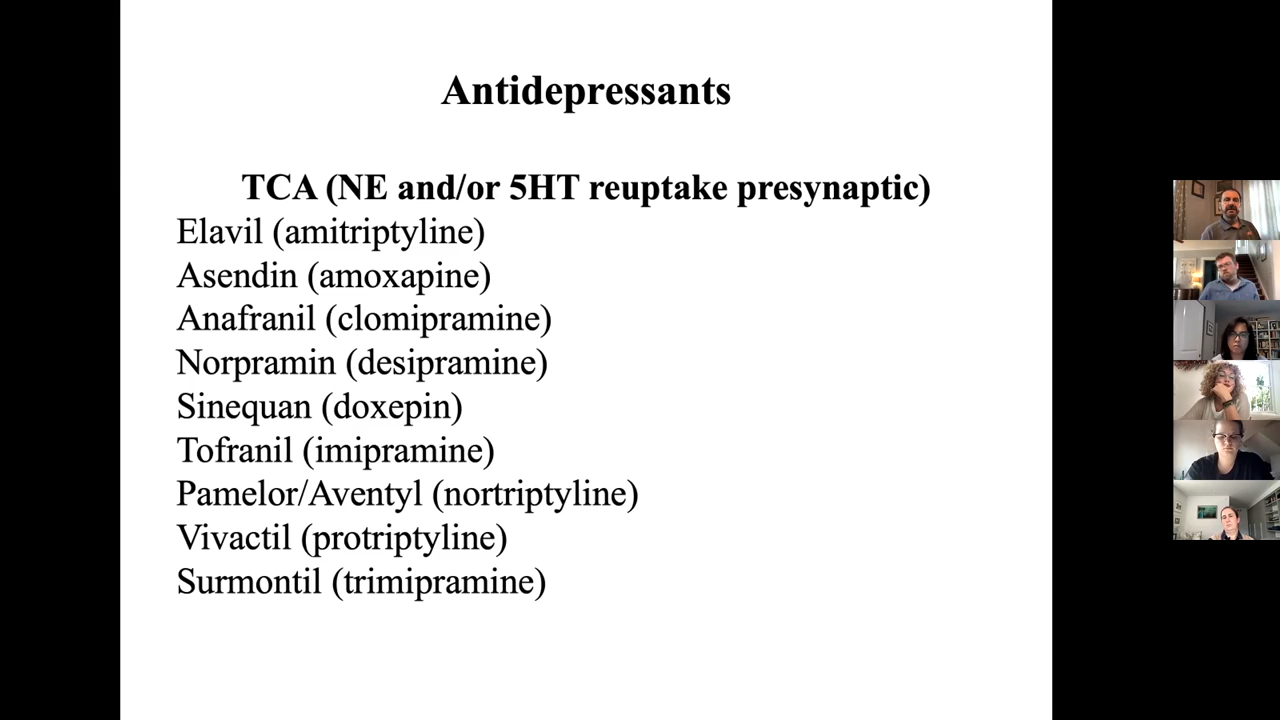 Antidepressants
TCA (NE and/or 5HT reuptake presynaptic)
Elavil (amitriptyline)
Asendin (amoxapine)
Anafranil (clomipramine)
Norpramin (desipramine)
Sinequan (doxepin)
Tofranil (imipramine)
Pamelor/Aventyl (nortriptyline)
Vivactil (protriptyline)
Surmontil (trimipramine)